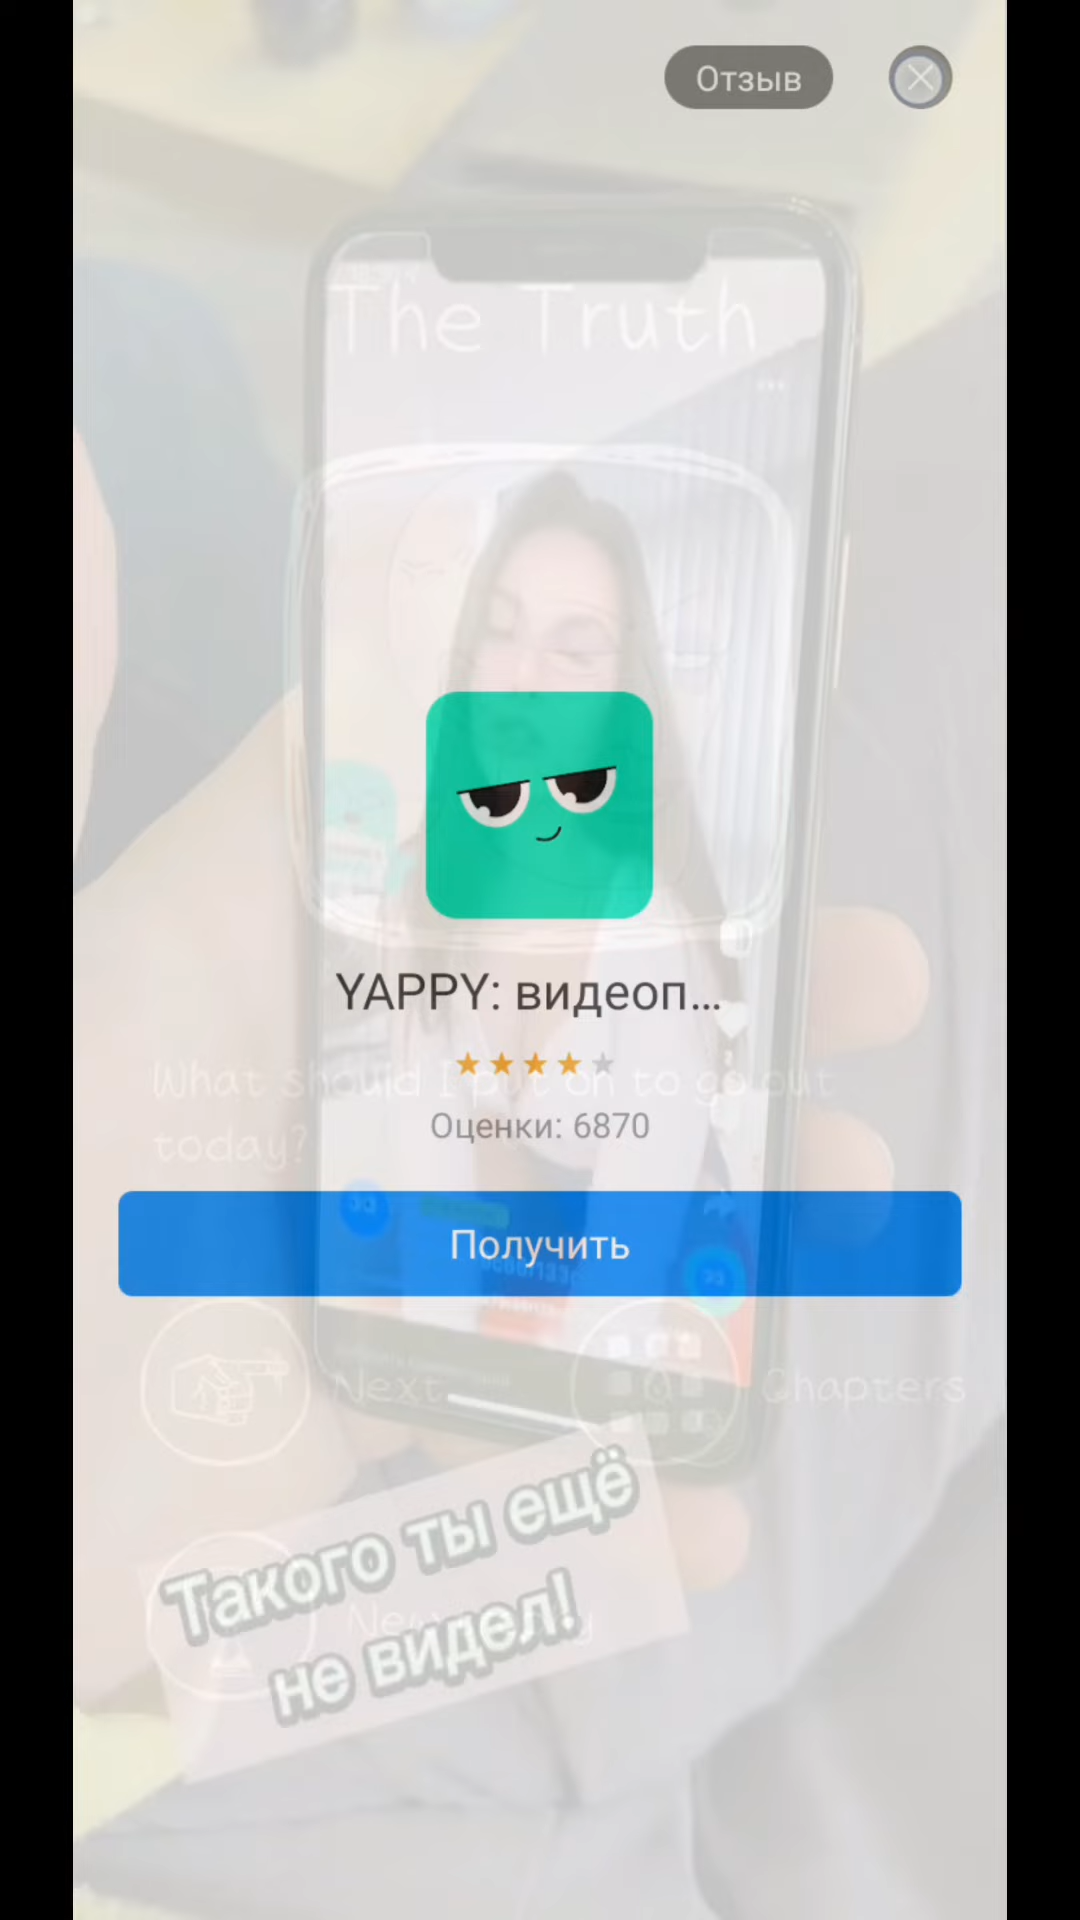 Отзыв
The Truth
YAPPY: видеоп...
What should I put on to go out
today?
Оценки: 6870
Получить
Next
Chapters
Такого ты ещё
не видел!